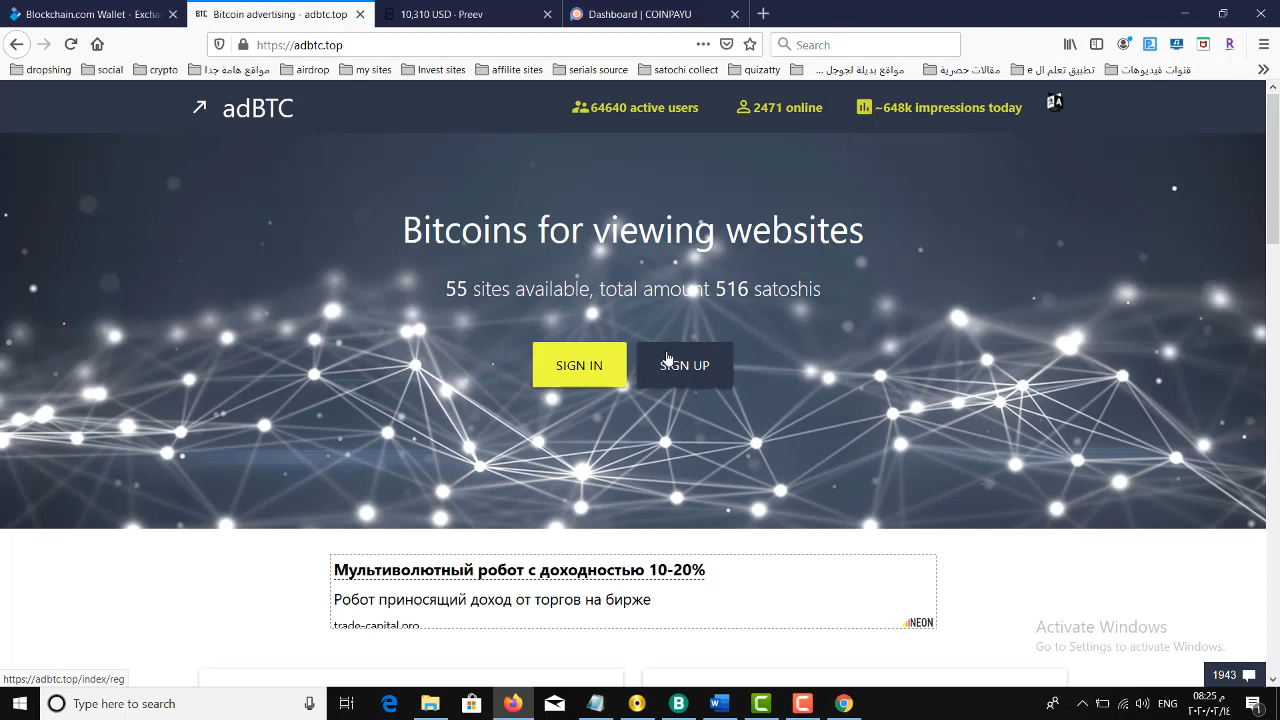 Blockchain.com Wallet - Exchan
Bitcoin advertising - adbtc.top
10,310 USD - Preev
Dashboard | COINPAYU
https://adbtc.top
Search
dropshing
social
crypto
مواقع هامة جدا
airdrop
my sites
Invest sites
affilite sites
serials source
satochi collect
quizatty
مواقع بديلة لجوجل ...
مقالات حصرية
تطبيق تعلم ال e
قنوات فيديوهات
adBTC
64640 active users
2471 online
~648k impressions today
Bitcoins for viewing websites
55 sites available, total amount 516 satoshis
SIGN IN
SIGN UP
Мультиволютный робот с доходностью 10-20%
Робот приносящий доход от торгов на бирже
trade-capital.pro
NEON
Activate Windows
Go to Settings to activate Windows.
https://adbtc.top/index/reg
1943
Type here to search
ENG
08:25 م